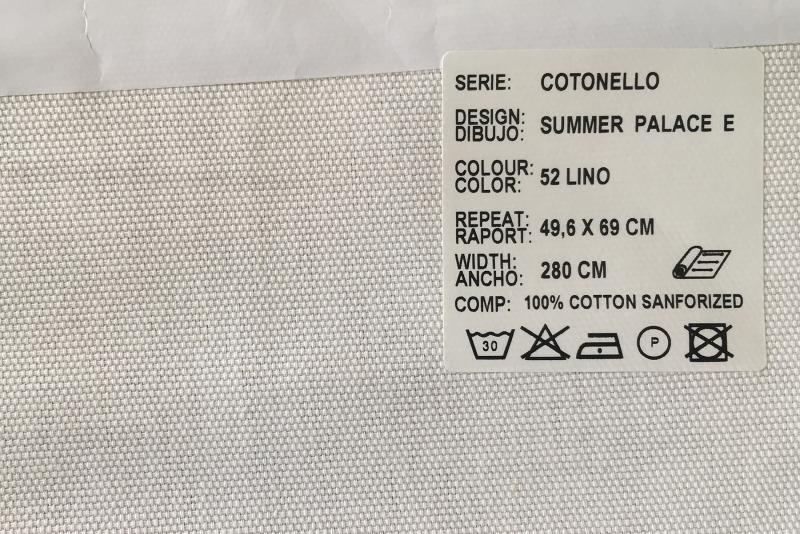 SERIE: COTONELLO
DESIGN:
DIBUJO: SUMMER PALACE E
COLOUR:
COLOR: 52 LINO
REPEAT:
RAPORT: 49,6 X 69 CM
WIDTH:
ANCHO: 280 CM
COMP: 100% COTTON SANFORIZED
30 P